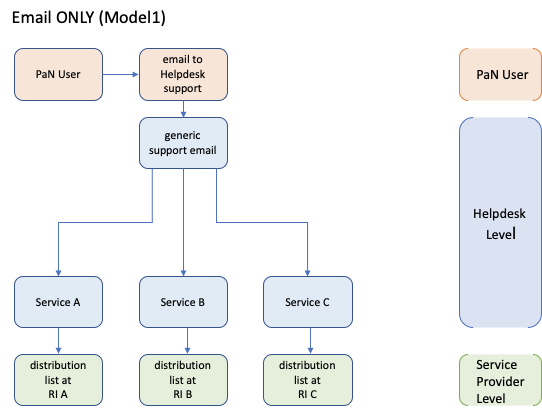 Email ONLY (Model1)
PaN User
email to
Helpdesk
support
PaN User
generic
support email
Helpdesk
Level
Service A
Service B
Service C
distribution
list at
RI A
distribution
list at
RI B
distribution
list at
RI C
Service
Provider
Level